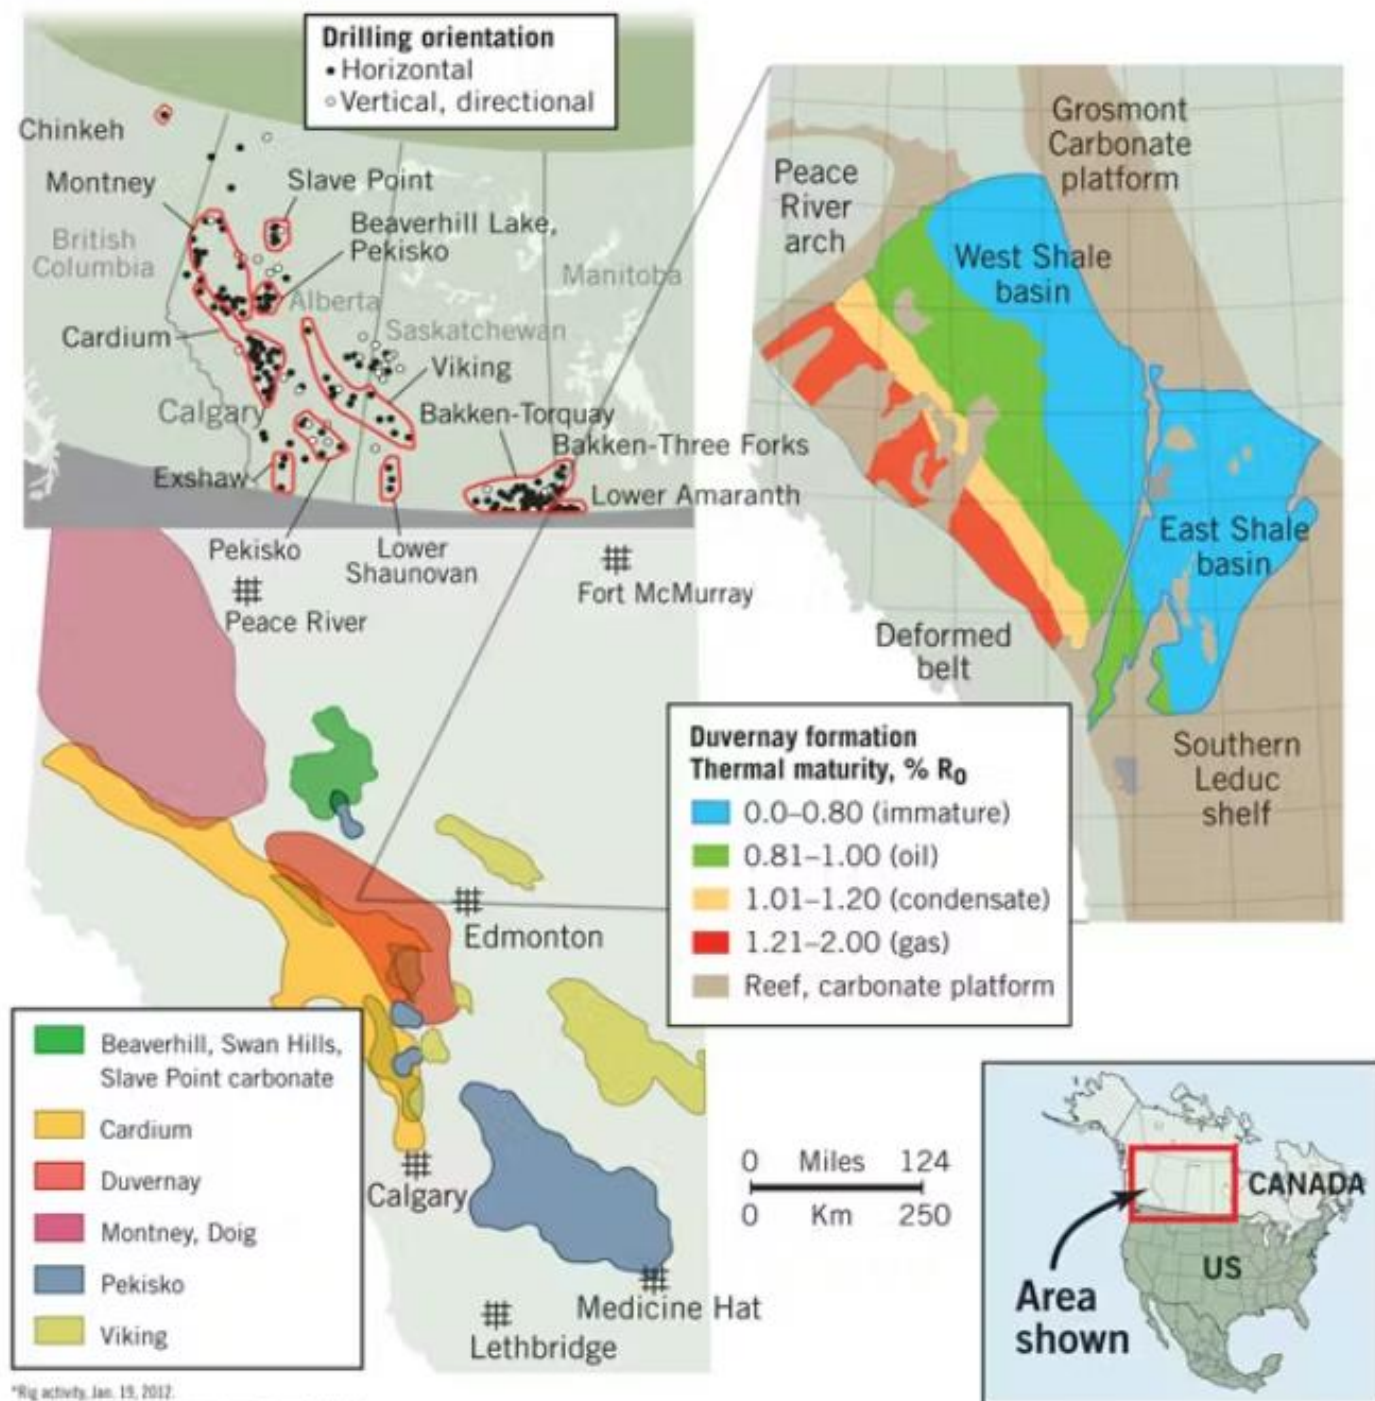 Drilling orientation
• Horizontal
○ Vertical, directional
Chinkeh
Montney
Slave Point
Beaverhill Lake,
Pekisko
British
Columbia
Alberta
Manitoba
Cardium
Saskatchewan
Viking
Calgary
Bakken-Torquay
Bakken-Three Forks
Exshaw
Lower Amaranth
Pekisko
Lower
Shaunovan
Peace River
Fort McMurray
Edmonton
Calgary
Medicine Hat
Lethbridge
Beaverhill, Swan Hills,
Slave Point carbonate
Cardium
Duvernay
Montney, Doig
Pekisko
Viking
*Rig activity, Jan. 19, 2012.
Grosmont
Carbonate
platform
Peace
River
arch
West Shale
basin
East Shale
basin
Deformed
belt
Southern
Leduc
shelf
Duvernay formation
Thermal maturity, % R0
0.0–0.80 (immature)
0.81–1.00 (oil)
1.01–1.20 (condensate)
1.21–2.00 (gas)
Reef, carbonate platform
0 Miles 124
0 Km 250
CANADA
US
Area
shown